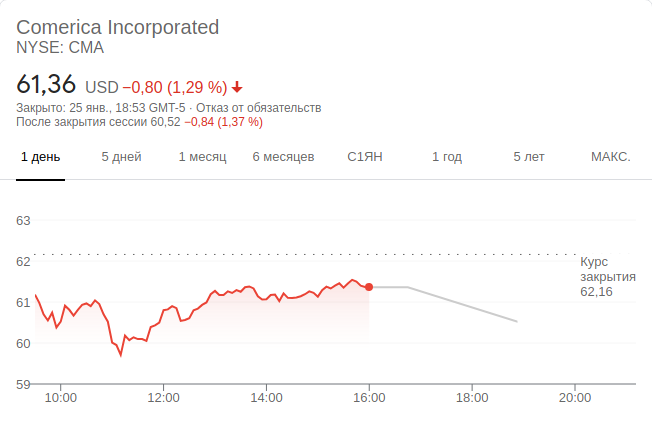 Comerica Incorporated
NYSE: CMA
61,36 USD −0,80 (1,29 %)
Закрыто: 25 янв., 18:53 GMT-5 · Отказ от обязательств
После закрытия сессии 60,52 −0,84 (1,37 %)
1 день 5 дней 1 месяц 6 месяцев С1ЯН 1 год 5 лет МАКС.
63
62
61
60
59
Курс
закрытия
62,16
10:00 12:00 14:00 16:00 18:00 20:00